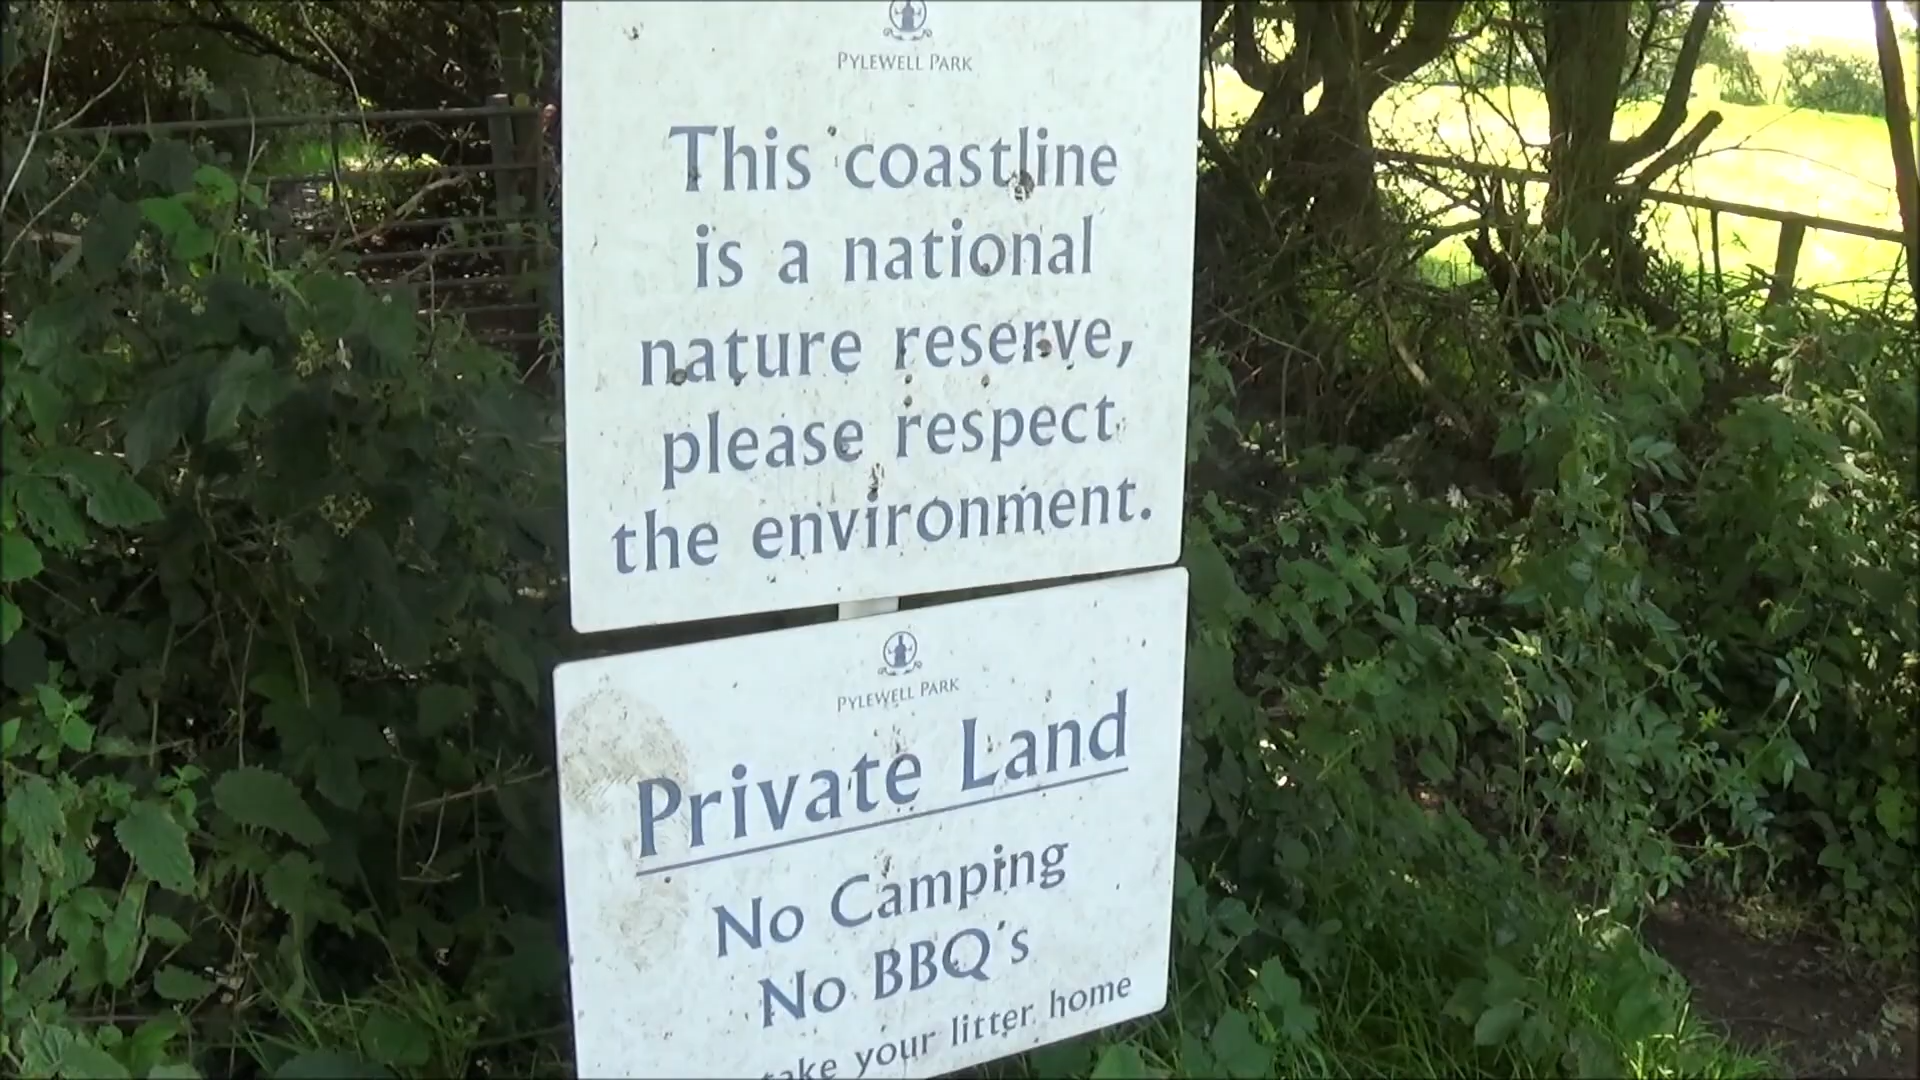 PYLEWELL PARK
This coastline
is a national
nature reserve,
please respect
the environment.
PYLEWELL PARK
Private Land
No Camping
No BBQ's
take your litter home